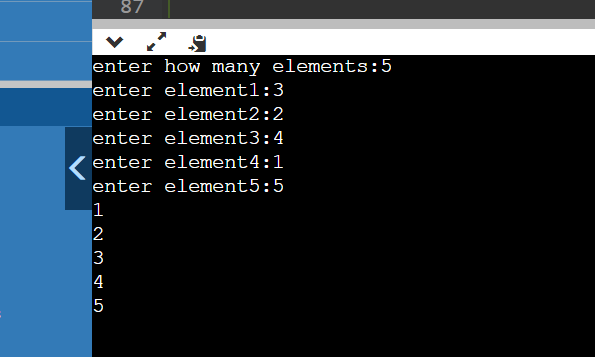 87
enter how many elements:5
enter element1:3
enter element2:2
enter element3:4
enter element4:1
enter element5:5
1
2
3
4
5